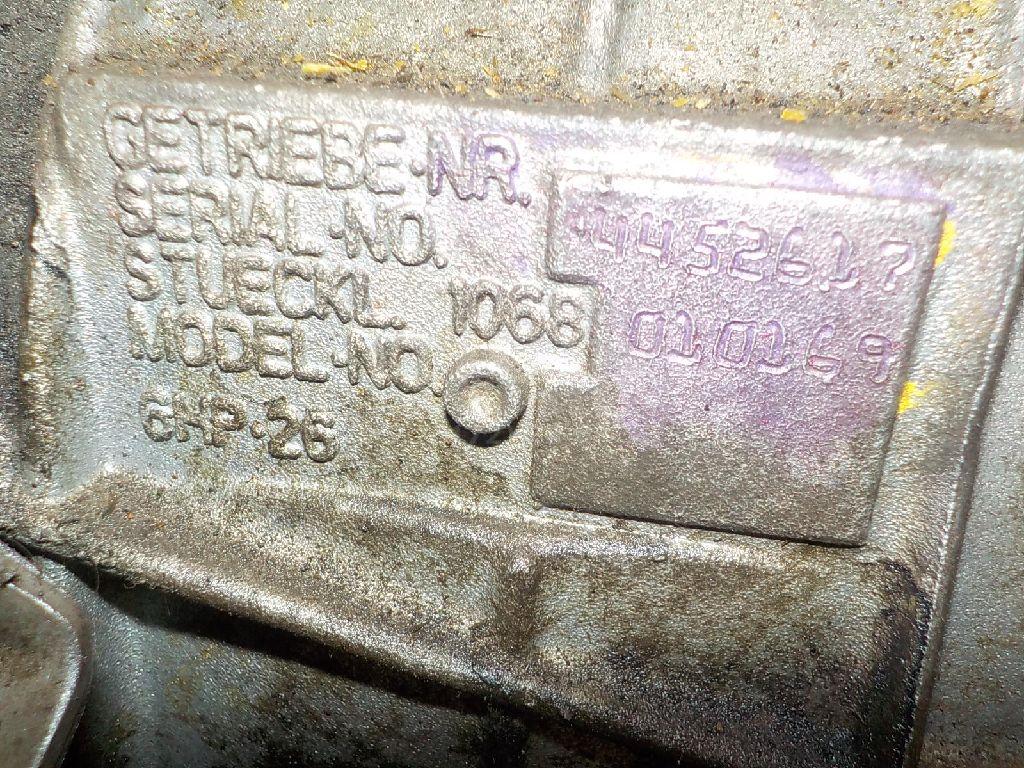 GETRIEBE-NR.
SERIAL-NO. 4452617
STUECKL. 1068 010169
MODEL-NO.
6HP-26